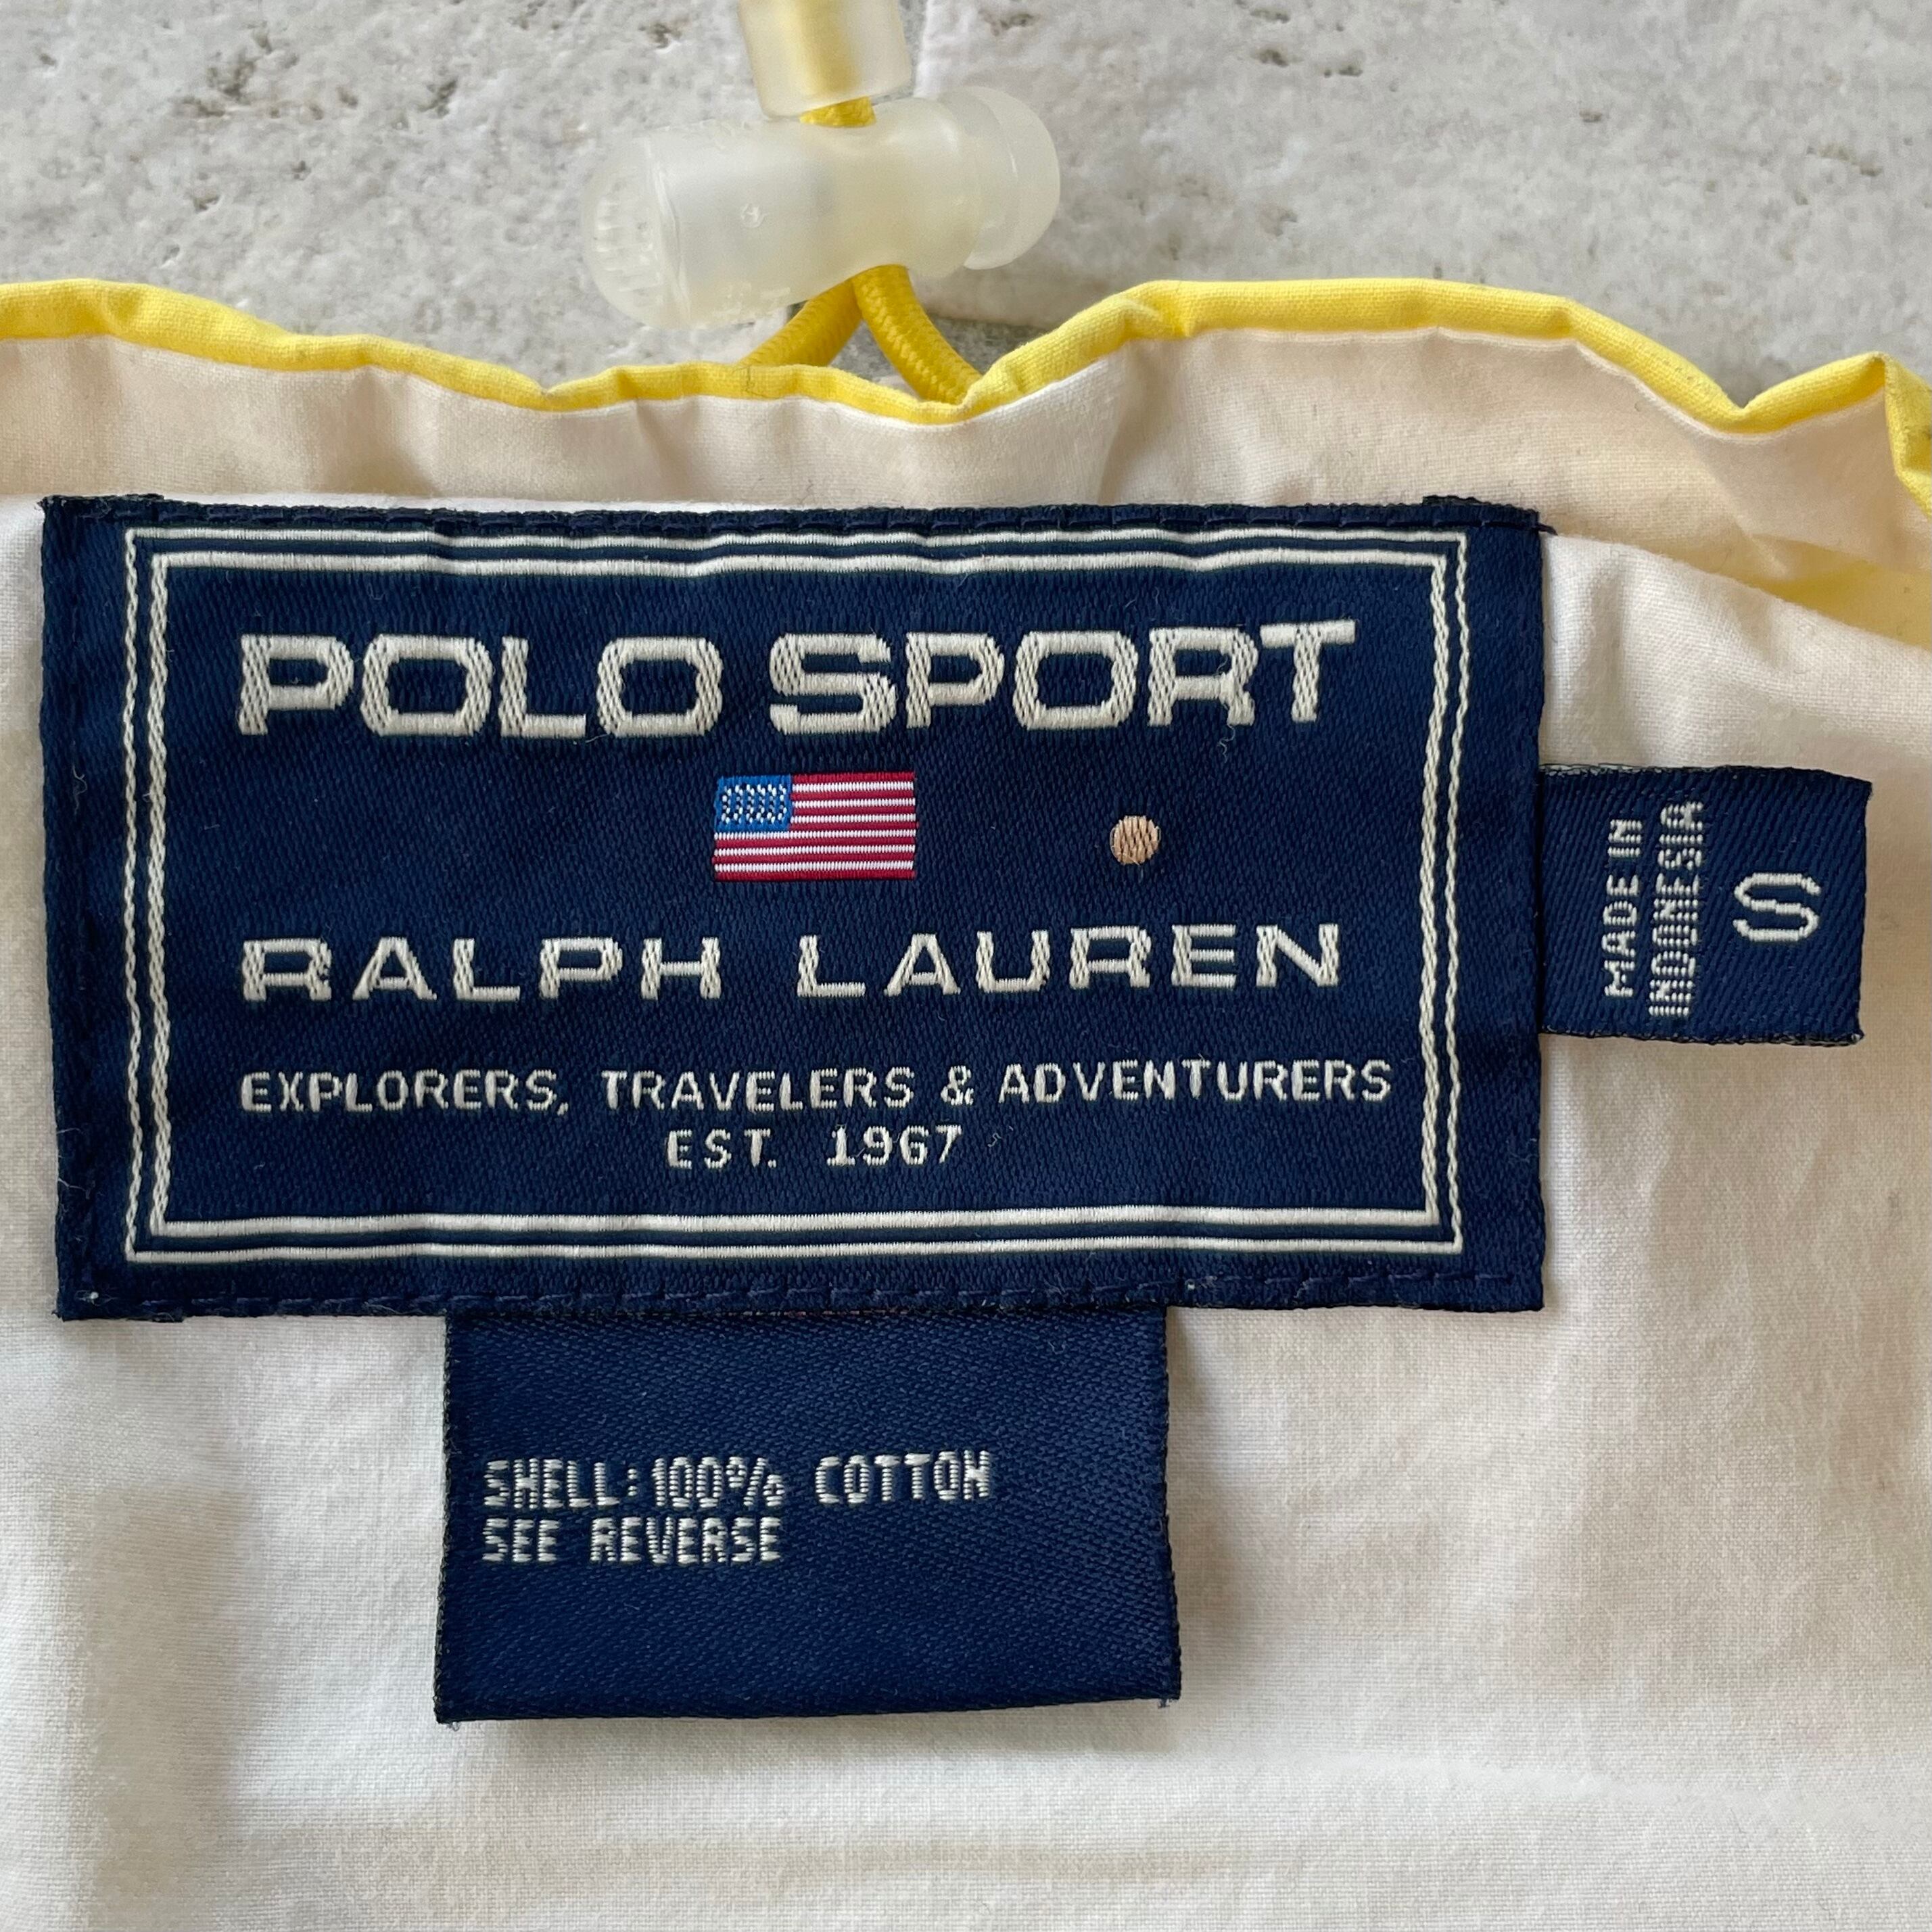 POLO SPORT
RALPH LAUREN
EXPLORERS, TRAVELERS & ADVENTURERS
EST. 1967
MADE IN
INDONESIA
S
SHELL: 100% COTTON
SEE REVERSE